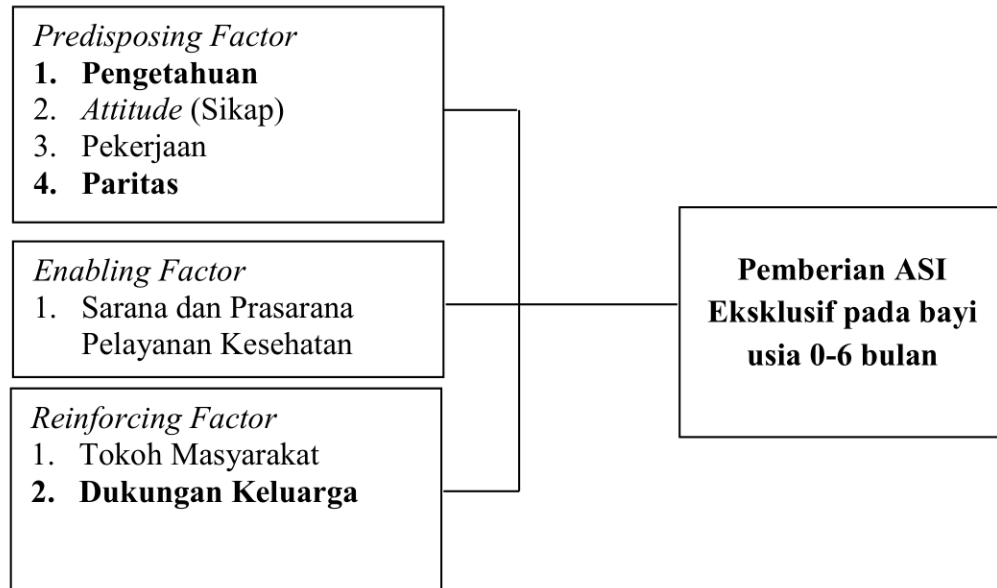 Predisposing Factor
1. Pengetahuan
2. Attitude (Sikap)
3. Pekerjaan
4. Paritas
Enabling Factor
1. Sarana dan Prasarana
Pelayanan Kesehatan
Reinforcing Factor
1. Tokoh Masyarakat
2. Dukungan Keluarga
Pemberian ASI
Eksklusif pada bayi
usia 0-6 bulan